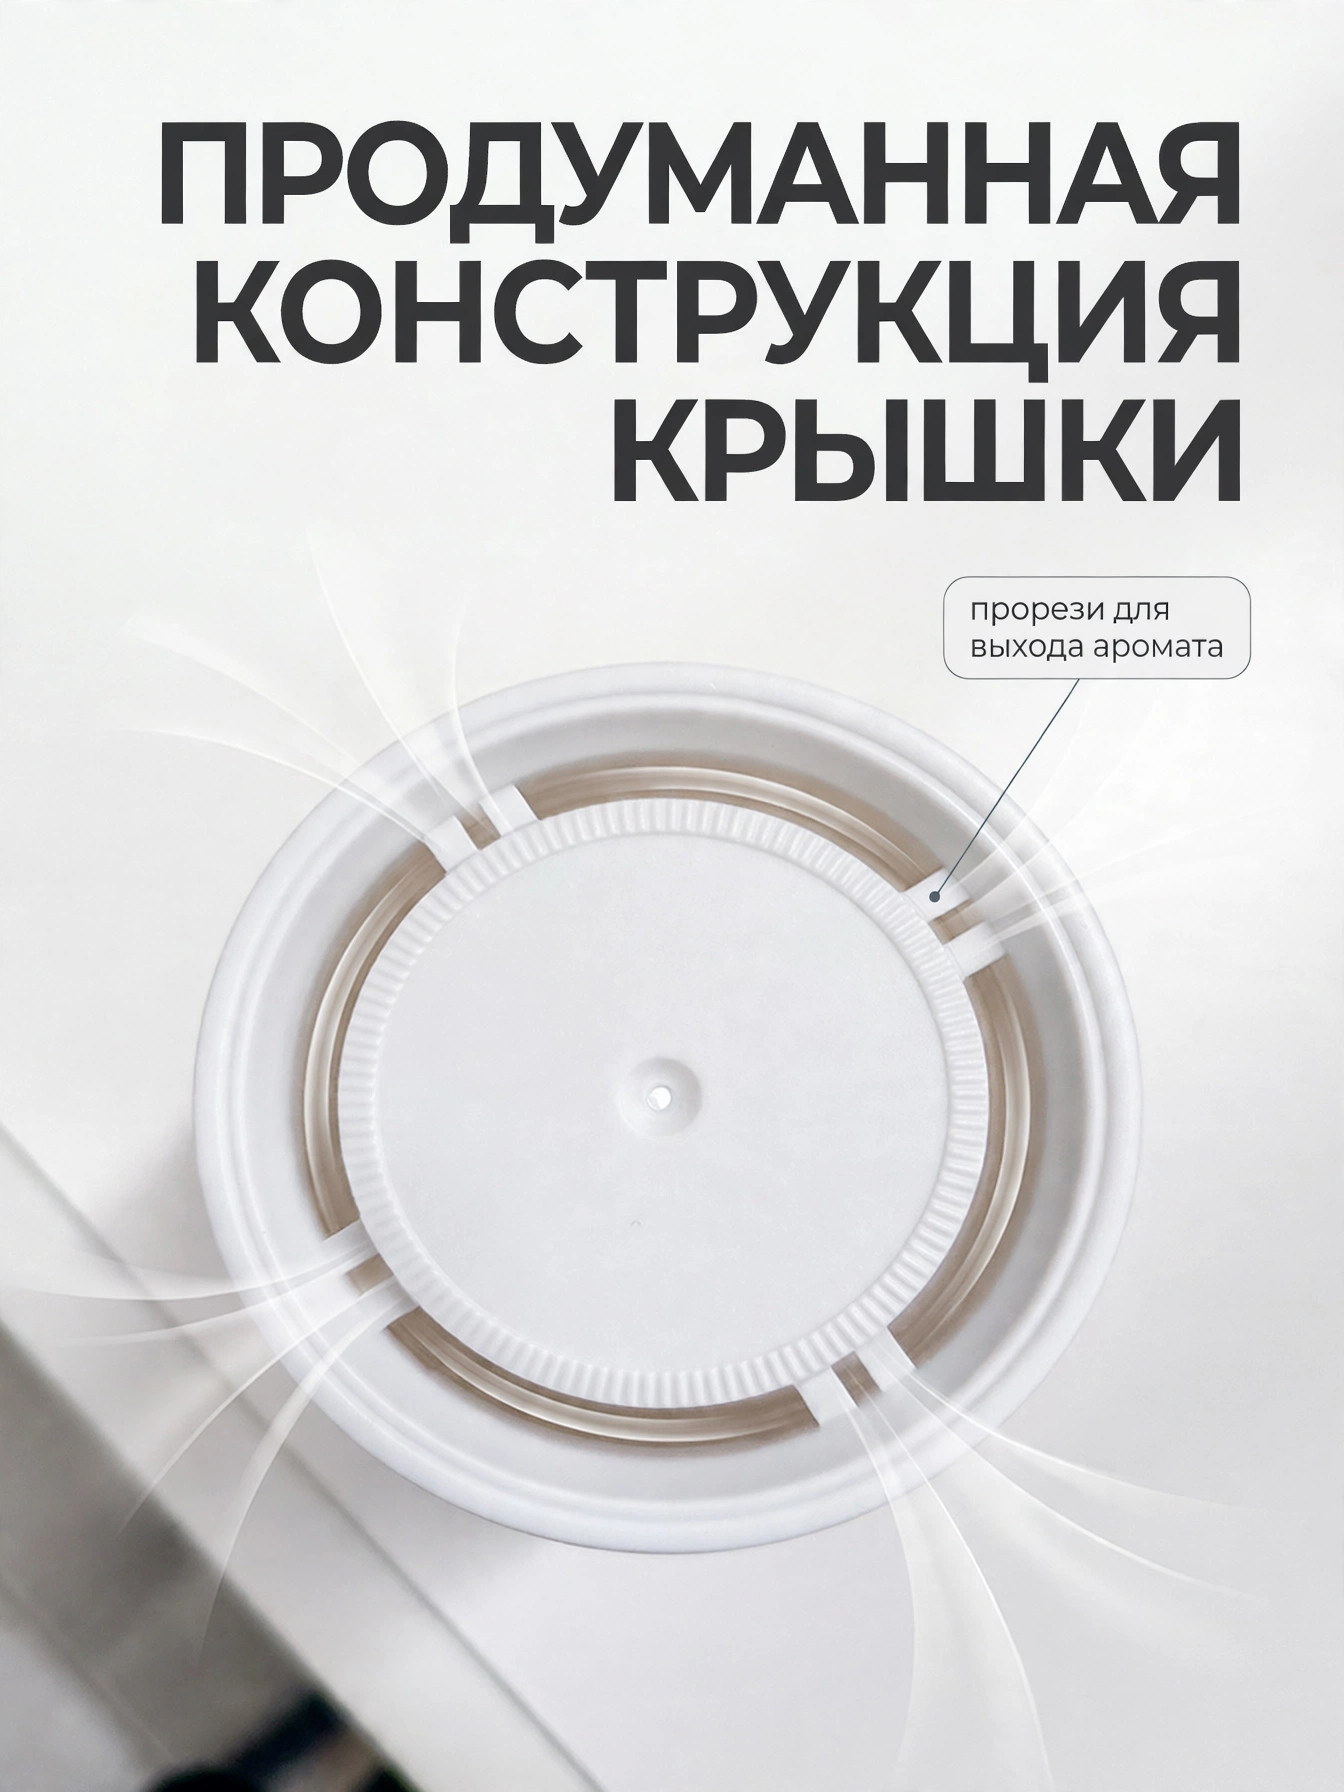 ПРОДУМАННАЯ
КОНСТРУКЦИЯ
КРЫШКИ
прорези для
выхода аромата